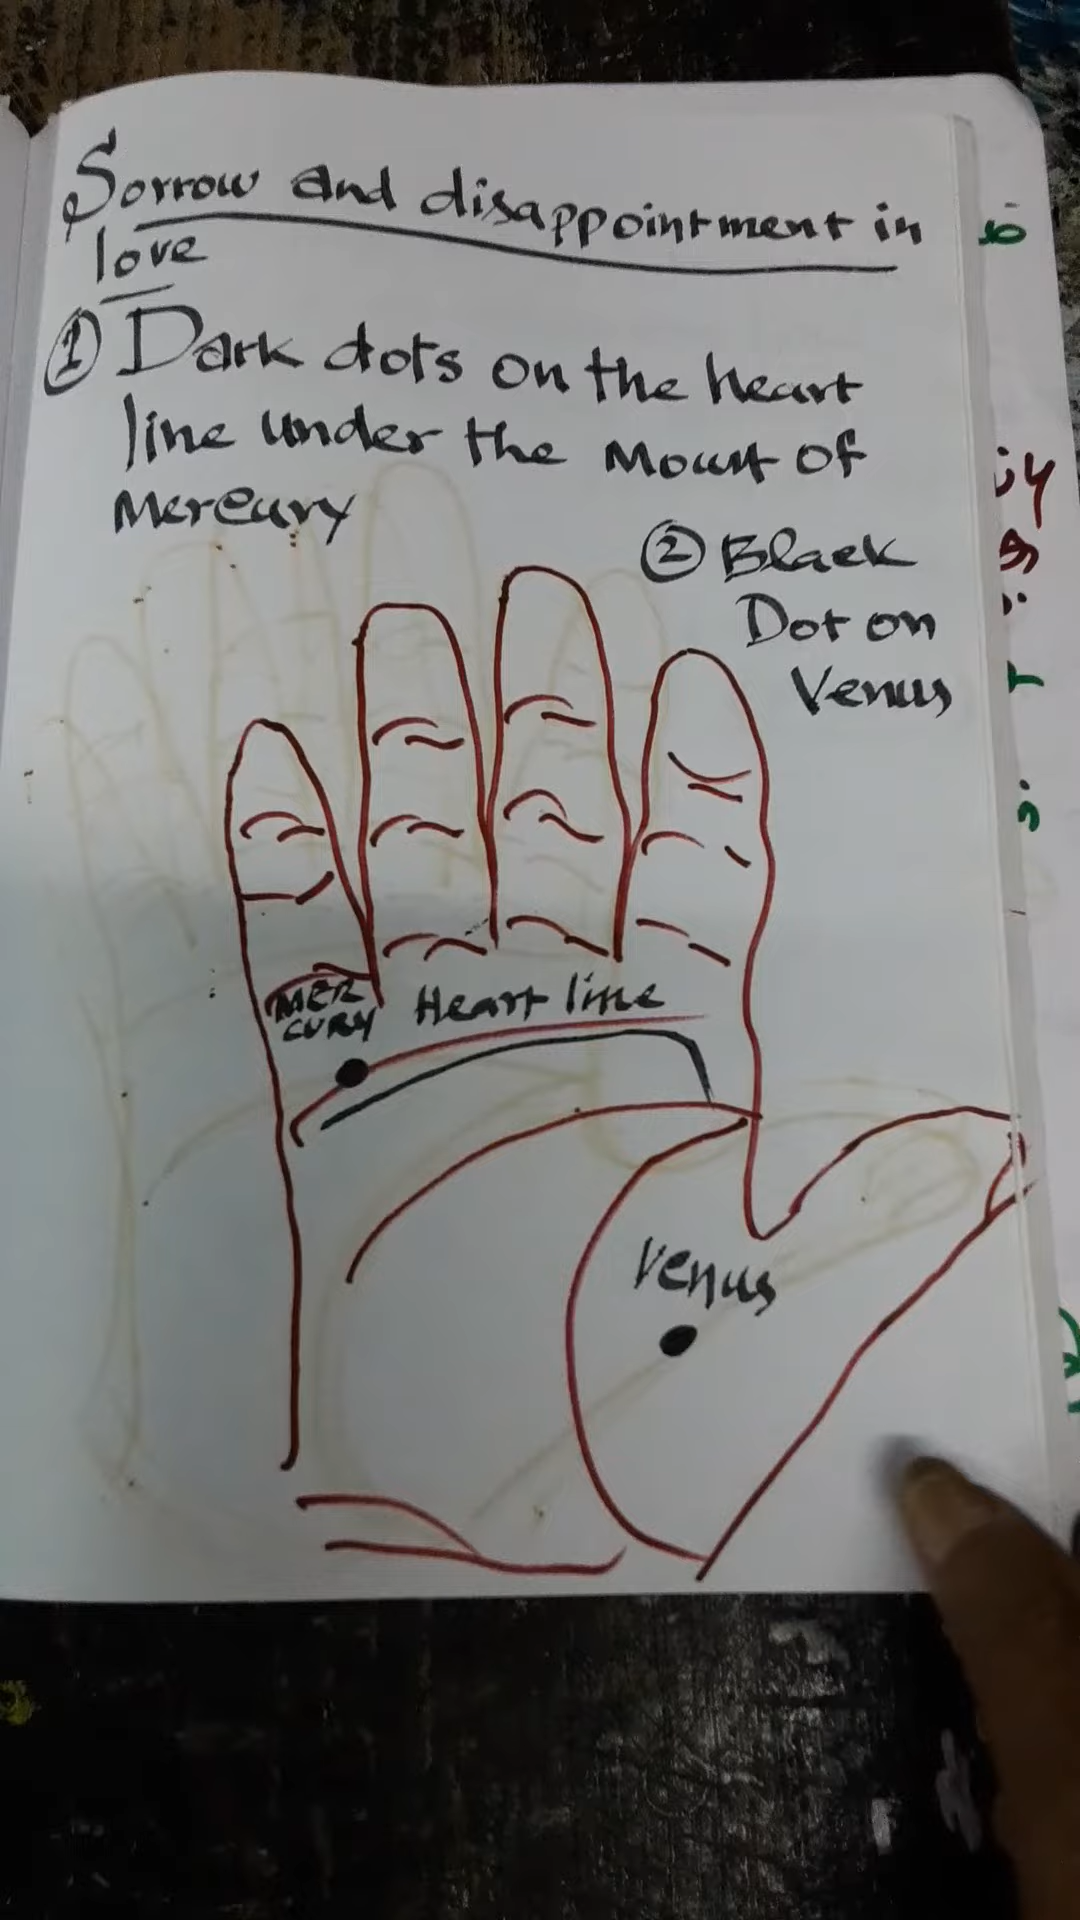 Sorrow and disappointment in
love
① Dark dots on the heart
line under the Mount of
Mercury
② Black
Dot on
Venus
MER
CURY
Heart line
Venus